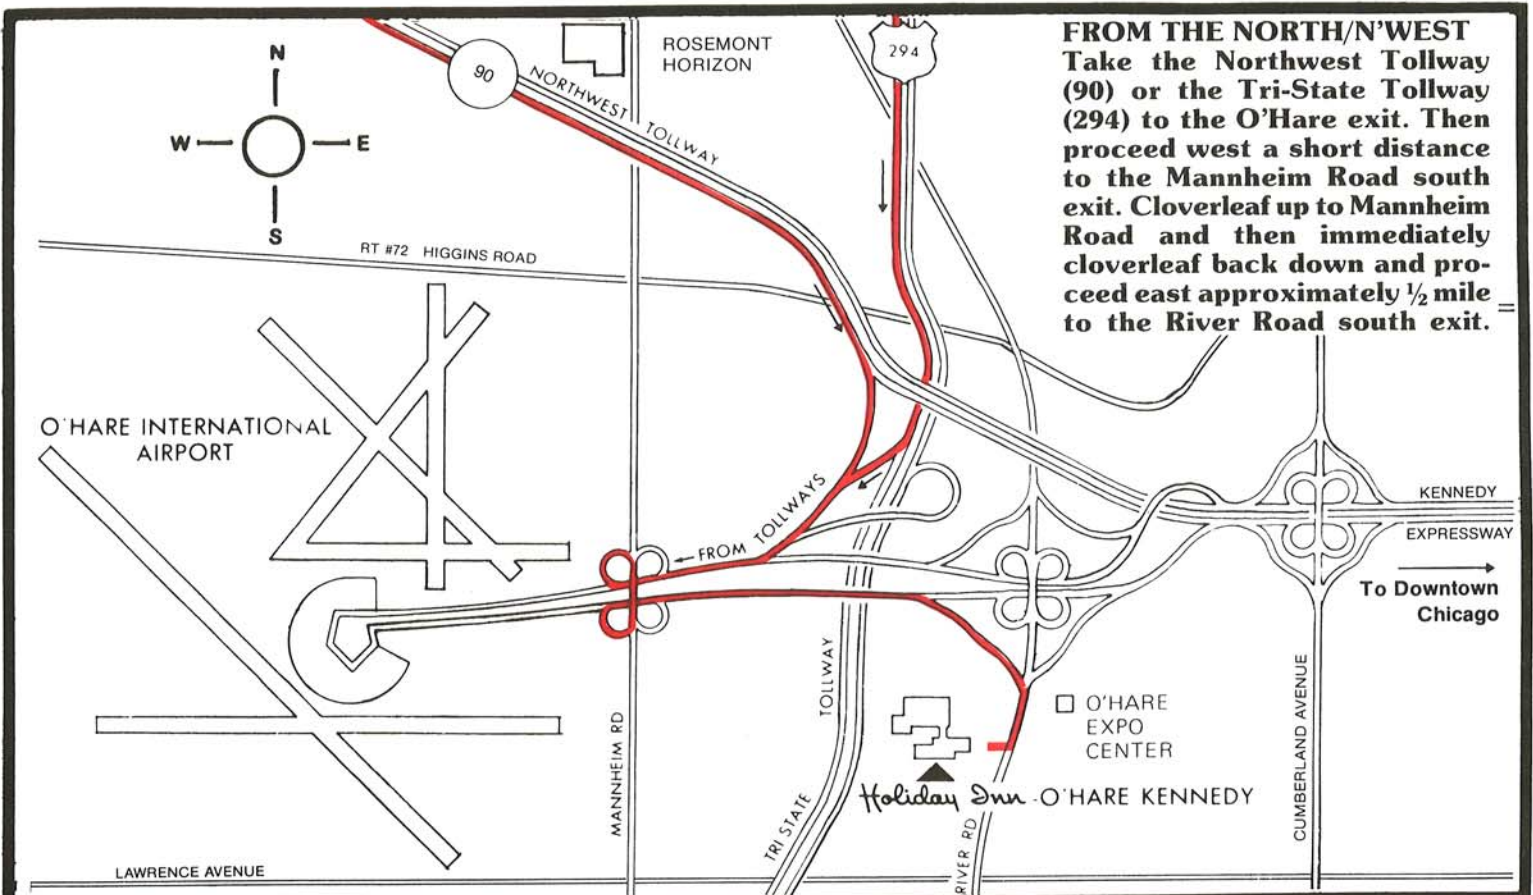 FROM THE NORTH/N'WEST
Take the Northwest Tollway
(90) or the Tri-State Tollway
(294) to the O'Hare exit. Then
proceed west a short distance
to the Mannheim Road south
exit. Cloverleaf up to Mannheim
Road and then immediately
cloverleaf back down and pro-
ceed east approximately ½ mile
to the River Road south exit.
N
W
E
S
90
NORTHWEST TOLLWAY
ROSEMONT
HORIZON
294
RT #72 HIGGINS ROAD
O'HARE INTERNATIONAL
AIRPORT
FROM TOLLWAYS
KENNEDY
EXPRESSWAY
To Downtown
Chicago
MANNHEIM RD
TRI STATE TOLLWAY
O'HARE
EXPO
CENTER
Holiday Inn - O'HARE KENNEDY
RIVER RD
CUMBERLAND AVENUE
LAWRENCE AVENUE